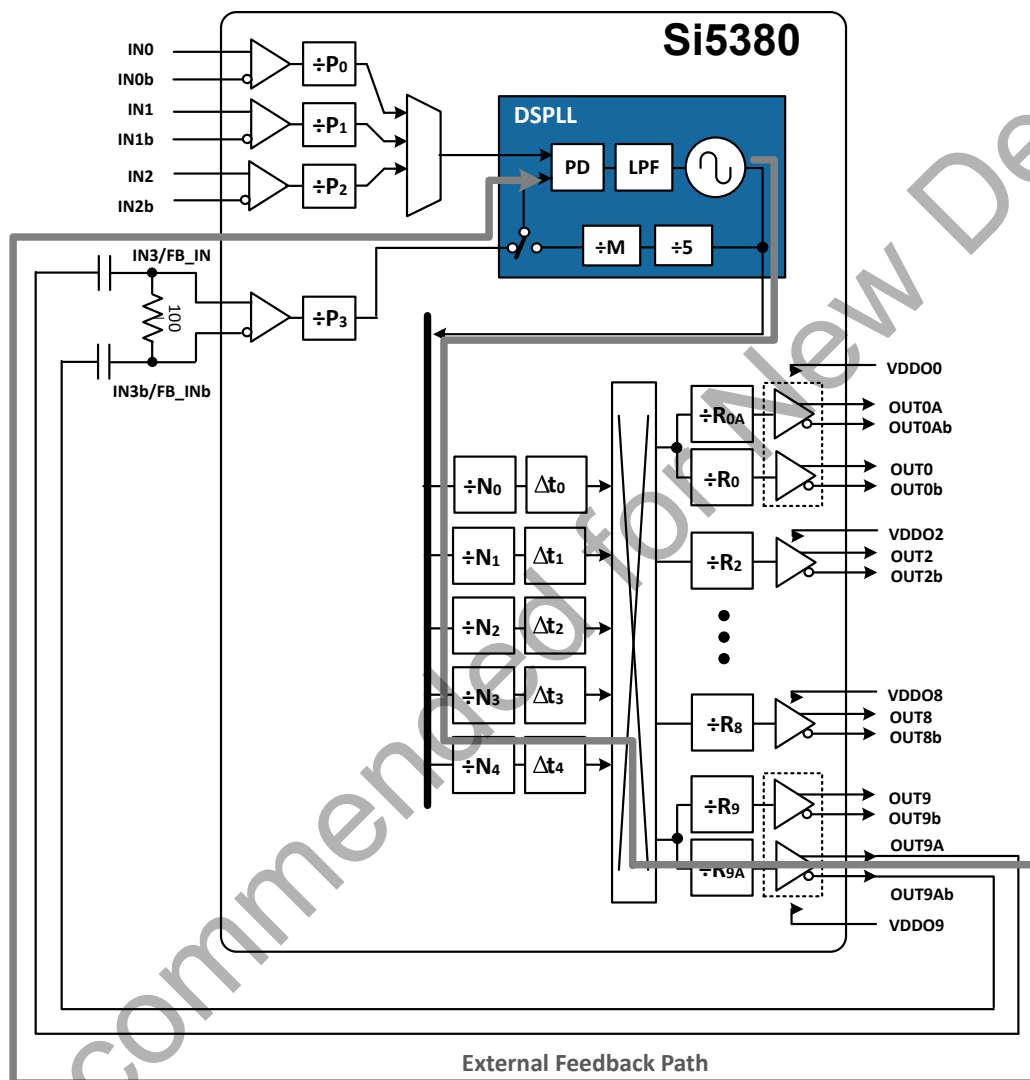 Si5380
IN0
IN0b
÷P0
IN1
IN1b
÷P1
IN2
IN2b
÷P2
DSPLL
PD
LPF
÷M
÷5
IN3/FB_IN
100
÷P3
IN3b/FB_INb
VDDO0
÷R0A
OUT0A
OUT0Ab
÷R0
OUT0
OUT0b
÷N0
Δt0
VDDO2
÷R2
OUT2
OUT2b
÷N1
Δt1
÷N2
Δt2
÷N3
Δt3
VDDO8
÷R8
OUT8
OUT8b
÷N4
Δt4
÷R9
OUT9
OUT9b
÷R9A
OUT9A
OUT9Ab
VDDO9
External Feedback Path
commended for New De